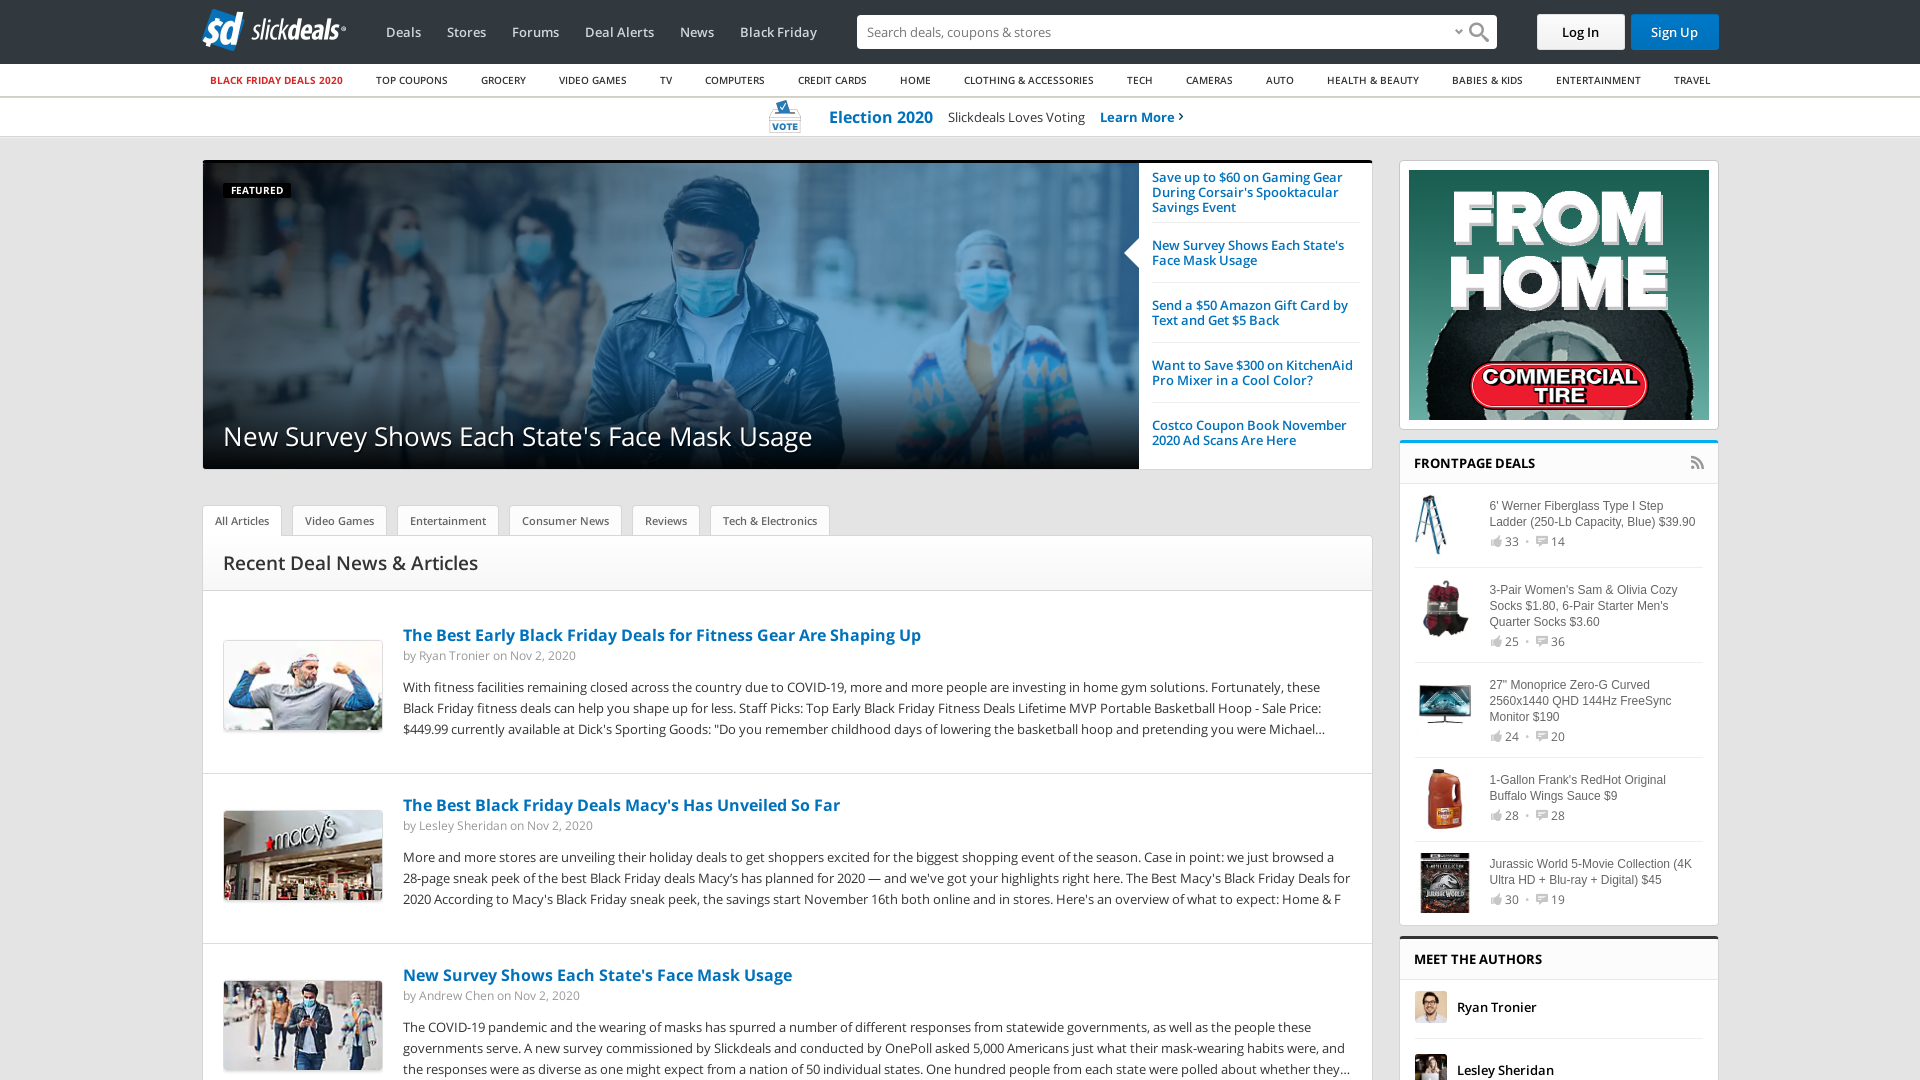 slickdeals
Deals
Stores
Forums
Deal Alerts
News
Black Friday
Search deals, coupons & stores
Log In
Sign Up
BLACK FRIDAY DEALS 2020
TOP COUPONS
GROCERY
VIDEO GAMES
TV
COMPUTERS
CREDIT CARDS
HOME
CLOTHING & ACCESSORIES
TECH
CAMERAS
AUTO
HEALTH & BEAUTY
BABIES & KIDS
ENTERTAINMENT
TRAVEL
VOTE
Election 2020
Slickdeals Loves Voting
Learn More
FEATURED
New Survey Shows Each State's Face Mask Usage
Save up to $60 on Gaming Gear
During Corsair's Spooktacular
Savings Event
New Survey Shows Each State's
Face Mask Usage
Send a $50 Amazon Gift Card by
Text and Get $5 Back
Want to Save $300 on KitchenAid
Pro Mixer in a Cool Color?
Costco Coupon Book November
2020 Ad Scans Are Here
All Articles
Video Games
Entertainment
Consumer News
Reviews
Tech & Electronics
Recent Deal News & Articles
The Best Early Black Friday Deals for Fitness Gear Are Shaping Up
by Ryan Tronier on Nov 2, 2020
With fitness facilities remaining closed across the country due to COVID-19, more and more people are investing in home gym solutions. Fortunately, these
Black Friday fitness deals can help you shape up for less. Staff Picks: Top Early Black Friday Fitness Deals Lifetime MVP Portable Basketball Hoop - Sale Price:
$449.99 currently available at Dick's Sporting Goods: "Do you remember childhood days of lowering the basketball hoop and pretending you were Michael…
macy's
The Best Black Friday Deals Macy's Has Unveiled So Far
by Lesley Sheridan on Nov 2, 2020
More and more stores are unveiling their holiday deals to get shoppers excited for the biggest shopping event of the season. Case in point: we just browsed a
28-page sneak peek of the best Black Friday deals Macy’s has planned for 2020 — and we've got your highlights right here. The Best Macy's Black Friday Deals for
2020 According to Macy's Black Friday sneak peek, the savings start November 16th both online and in stores. Here's an overview of what to expect: Home & F
New Survey Shows Each State's Face Mask Usage
by Andrew Chen on Nov 2, 2020
The COVID-19 pandemic and the wearing of masks has spurred a number of different responses from statewide governments, as well as the people these
governments serve. A new survey commissioned by Slickdeals and conducted by OnePoll asked 5,000 Americans just what their mask-wearing habits were, and
the responses were as diverse as one might expect from a nation of 50 individual states. One hundred people from each state were polled about whether they…
FROM
HOME
COMMERCIAL
TIRE
FRONTPAGE DEALS
6' Werner Fiberglass Type I Step
Ladder (250-Lb Capacity, Blue) $39.90
33 • 14
3-Pair Women's Sam & Olivia Cozy
Socks $1.80, 6-Pair Starter Men's
Quarter Socks $3.60
25 • 36
27" Monoprice Zero-G Curved
2560x1440 QHD 144Hz FreeSync
Monitor $190
24 • 20
1-Gallon Frank's RedHot Original
Buffalo Wings Sauce $9
28 • 28
JURASSIC WORLD
Jurassic World 5-Movie Collection (4K
Ultra HD + Blu-ray + Digital) $45
30 • 19
MEET THE AUTHORS
Ryan Tronier
Lesley Sheridan